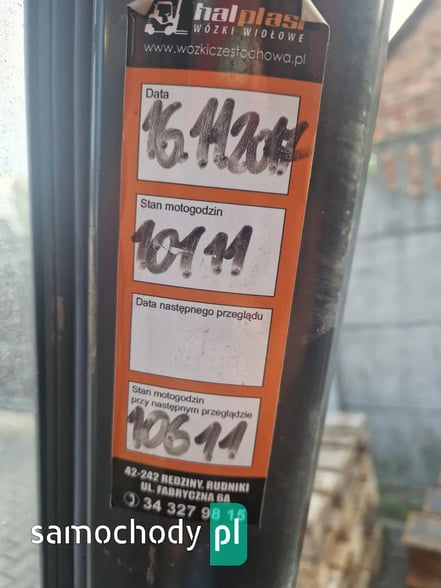 halplast
WÓZKI WIDŁOWE
www.wozkiczestochowa.pl
Data
16.11.2017
Stan motogodzin
10111
Data następnego przeglądu
Stan motogodzin
przy następnym przeglądzie
10611
42-242 RĘDZINY, RUDNIKI
UL. FABRYCZNA 6A
34 327 98 15
samochody pl